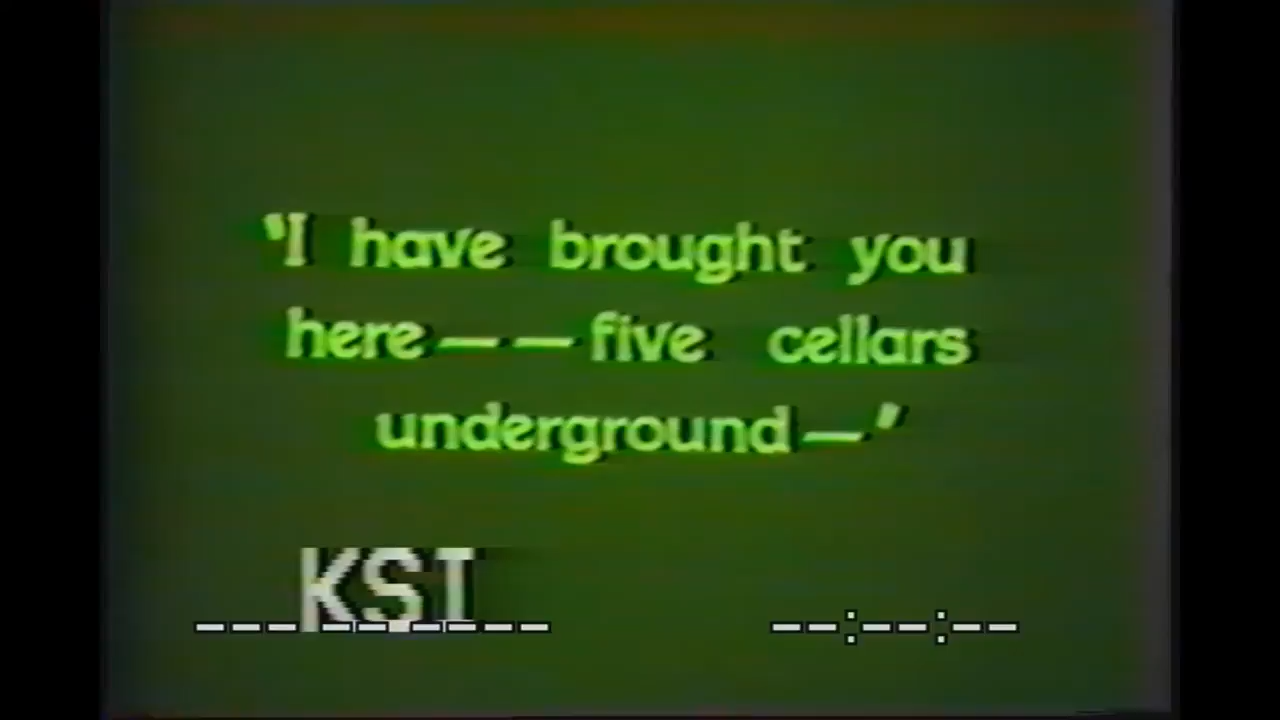 'I have brought you
here — — five cellars
underground —'
KSI
--- -- ---- --:--:--